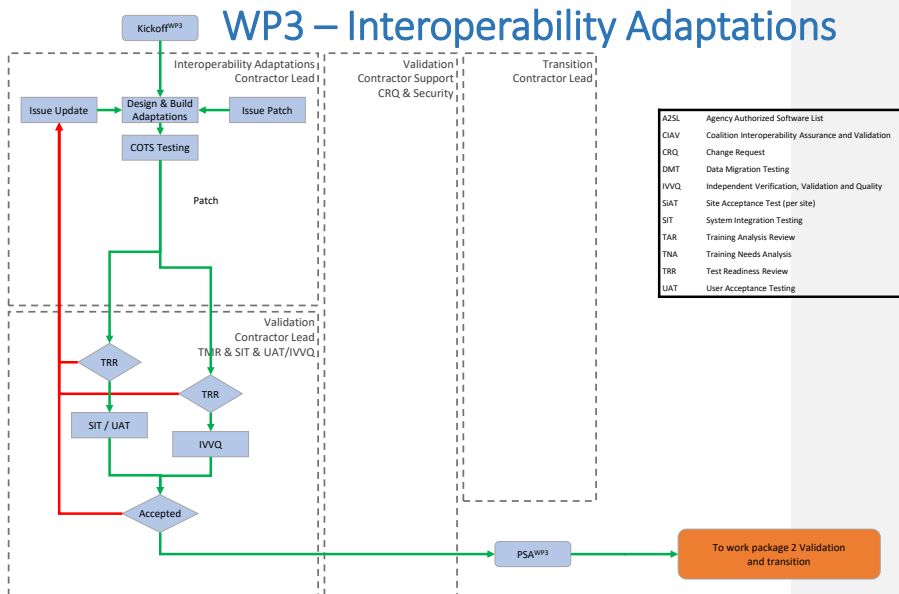 WP3 – Interoperability Adaptations
Kickoff^WP3
Interoperability Adaptations
Contractor Lead
Validation
Contractor Support
CRQ & Security
Transition
Contractor Lead
Issue Update
Design & Build
Adaptations
Issue Patch
COTS Testing
Patch
A2SL Agency Authorized Software List
CIAV Coalition Interoperability Assurance and Validation
CRQ Change Request
DMT Data Migration Testing
IVVQ Independent Verification, Validation and Quality
SiAT Site Acceptance Test (per site)
SIT System Integration Testing
TAR Training Analysis Review
TNA Training Needs Analysis
TRR Test Readiness Review
UAT User Acceptance Testing
Validation
Contractor Lead
TMR & SIT & UAT/IVVQ
TRR
TRR
SIT / UAT
IVVQ
Accepted
PSA^WP3
To work package 2 Validation
and transition